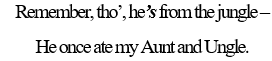 Remember, tho’, he’s from the jungle –
He once ate my Aunt and Ungle.